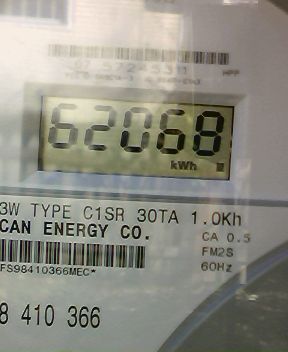 62068
kWh
3W TYPE C1SR 30TA 1.0Kh
CAN ENERGY CO. CA 0.5
FM2S
FS98410366MEC* 60Hz
8 410 366